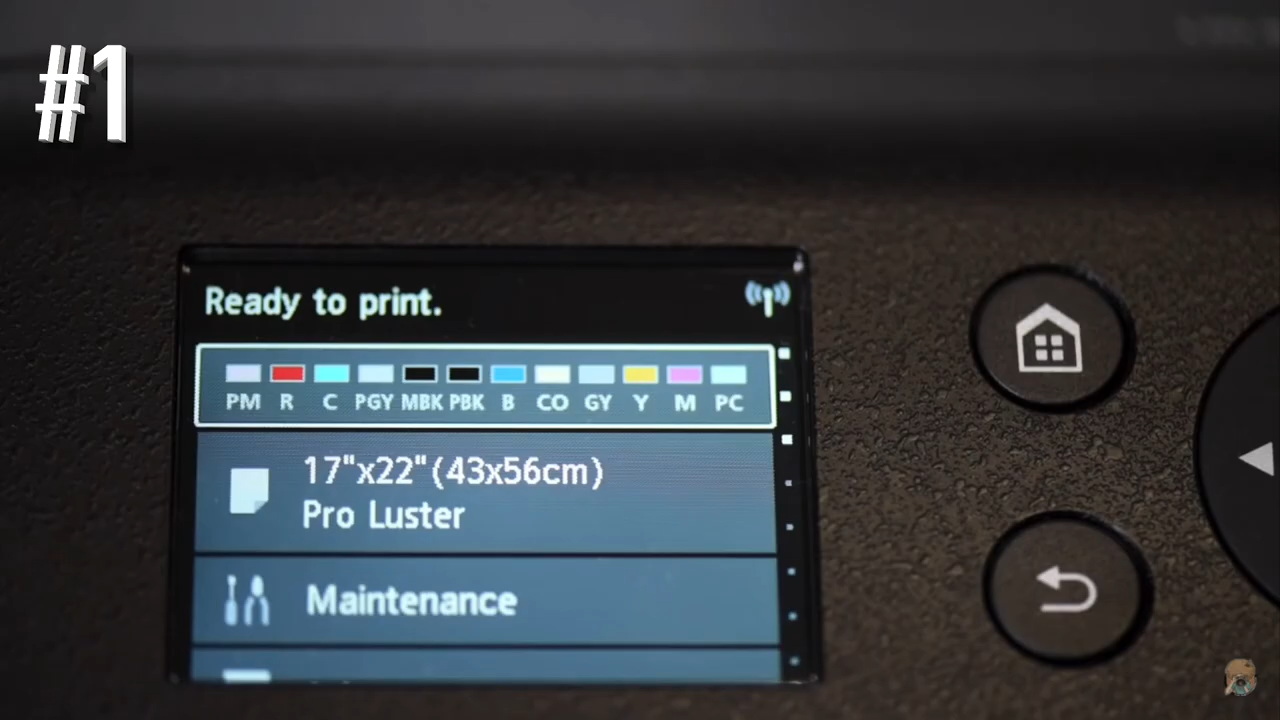 #1
Ready to print.
PM R C PGY MBK PBK B CO GY Y M PC
17"x22"(43x56cm)
Pro Luster
Maintenance